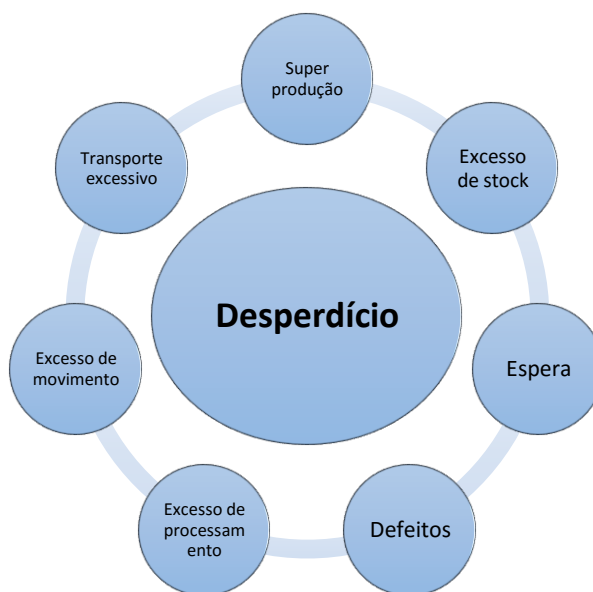 Super
produção
Excesso
de stock
Transporte
excessivo
Desperdício
Espera
Excesso de
movimento
Defeitos
Excesso de
processam
ento